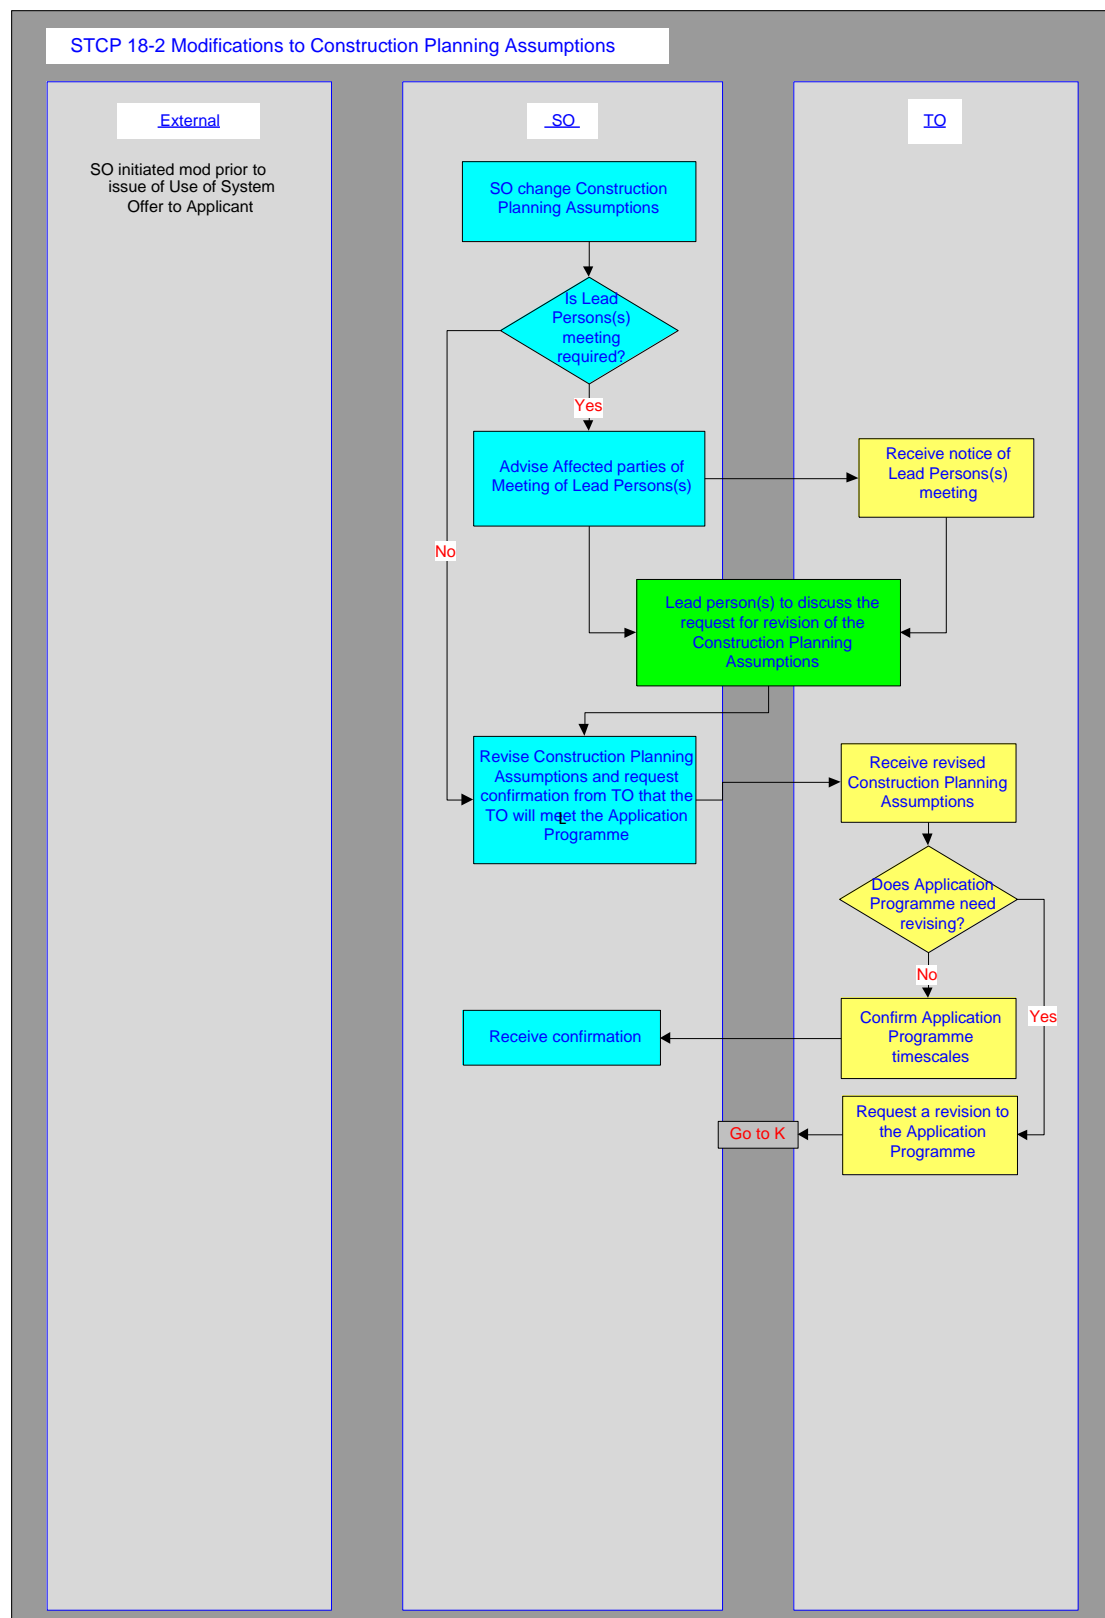 STCP 18-2 Modifications to Construction Planning Assumptions
External
SO
TO
SO initiated mod prior to
issue of Use of System
Offer to Applicant
SO change Construction
Planning Assumptions
Is Lead
Persons(s)
meeting
required?
Yes
Advise Affected parties of
Meeting of Lead Persons(s)
Receive notice of
Lead Persons(s)
meeting
No
Lead person(s) to discuss the
request for revision of the
Construction Planning
Assumptions
Revise Construction Planning
Assumptions and request
confirmation from TO that the
TO will meet the Application
Programme
L
Receive revised
Construction Planning
Assumptions
Does Application
Programme need
revising?
No
Yes
Confirm Application
Programme
timescales
Receive confirmation
Request a revision to
the Application
Programme
Go to K